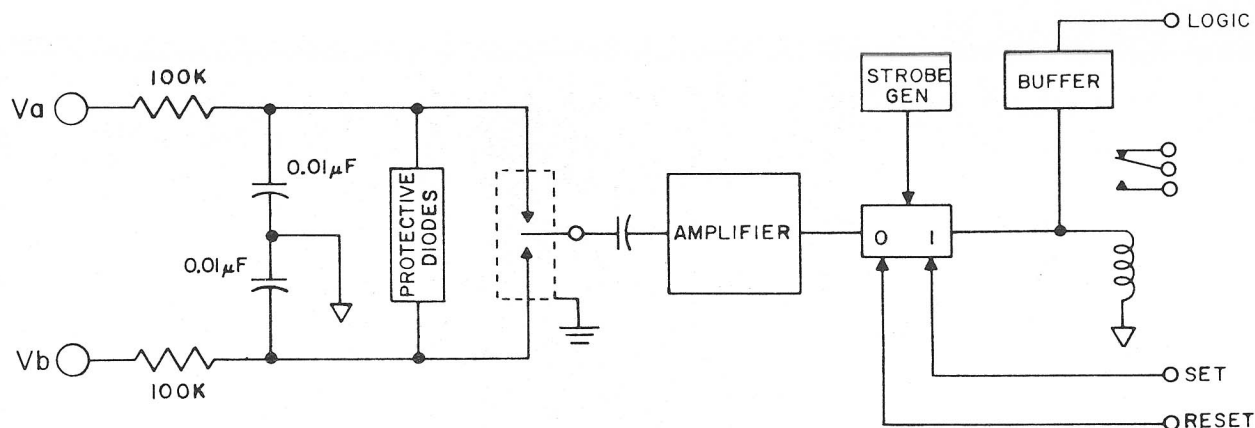 LOGIC
STROBE
GEN
BUFFER
100K
Va
0.01µF
PROTECTIVE
DIODES
AMPLIFIER
0 1
0.01µF
Vb
100K
SET
RESET